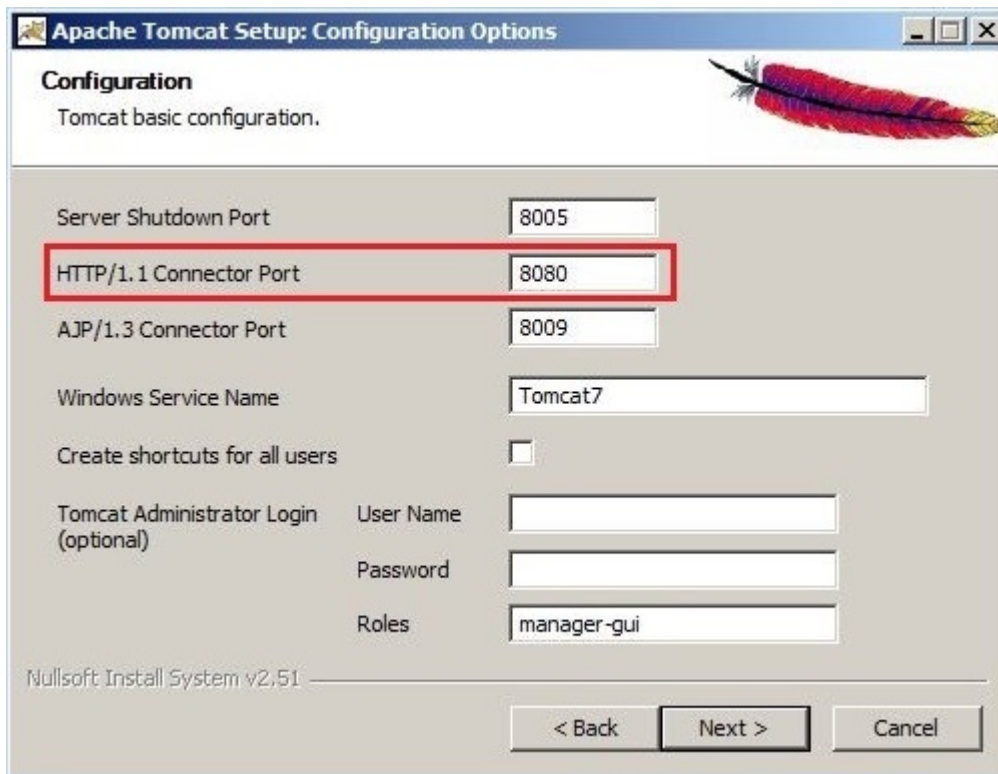 Apache Tomcat Setup: Configuration Options
Configuration
Tomcat basic configuration.
Server Shutdown Port 8005
HTTP/1.1 Connector Port 8080
AJP/1.3 Connector Port 8009
Windows Service Name Tomcat7
Create shortcuts for all users
Tomcat Administrator Login User Name
(optional)
Password
Roles manager-gui
Nullsoft Install System v2.51
< Back Next > Cancel